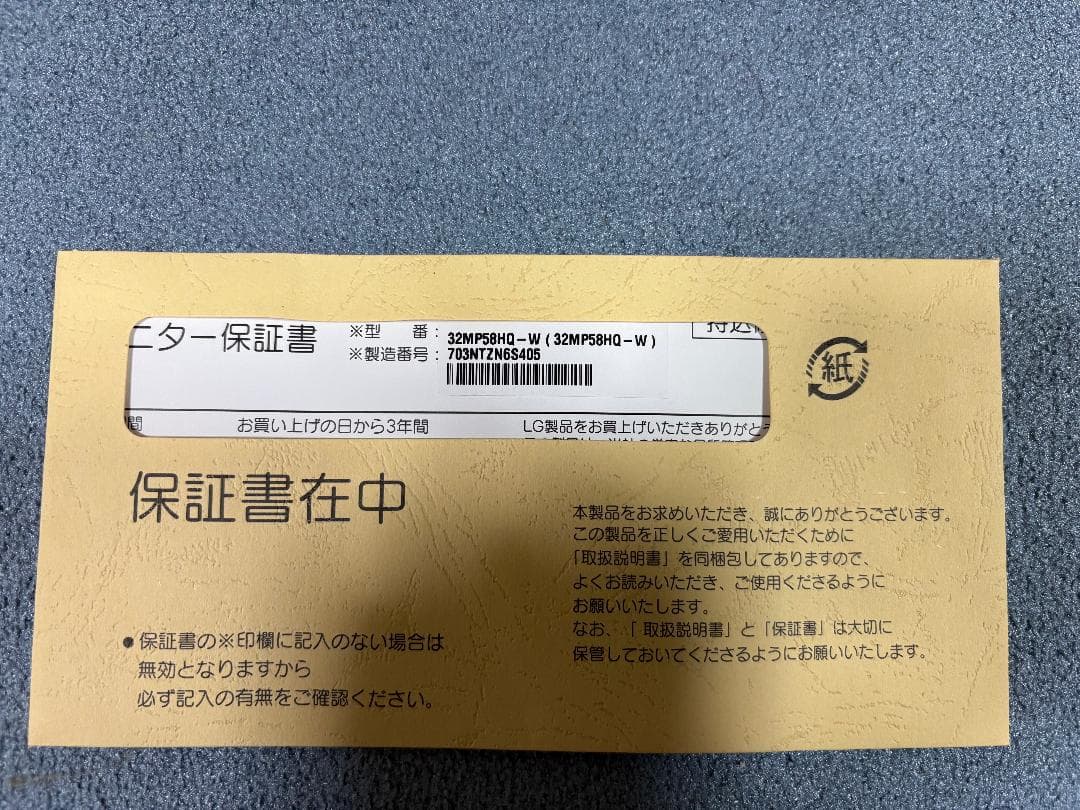 ニター保証書
※型　番：32MP58HQ-W (32MP58HQ-W)
※製造番号：703NTZN6S405
持込
間
お買い上げの日から3年間
LG製品をお買上げいただきありがと
紙
保証書在中
本製品をお求めいただき、誠にありがとうございます。
この製品を正しくご愛用いただくために
「取扱説明書」を同梱包してありますので、
よくお読みいただき、ご使用くださるように
お願いいたします。
なお、「取扱説明書」と「保証書」は大切に
保管しておいてくださるようにお願いいたします。
●保証書の※印欄に記入のない場合は
無効となりますから
必ず記入の有無をご確認ください。